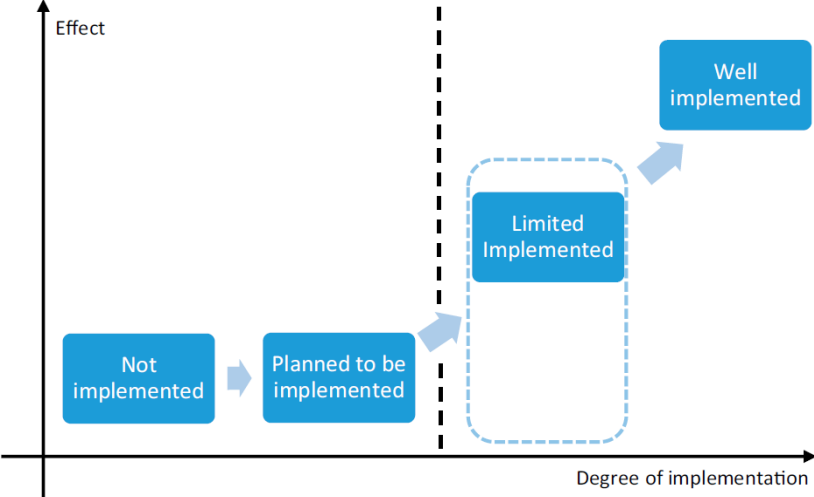 Effect
Well
implemented
Limited
Implemented
Not
implemented
Planned to be
implemented
Degree of implementation